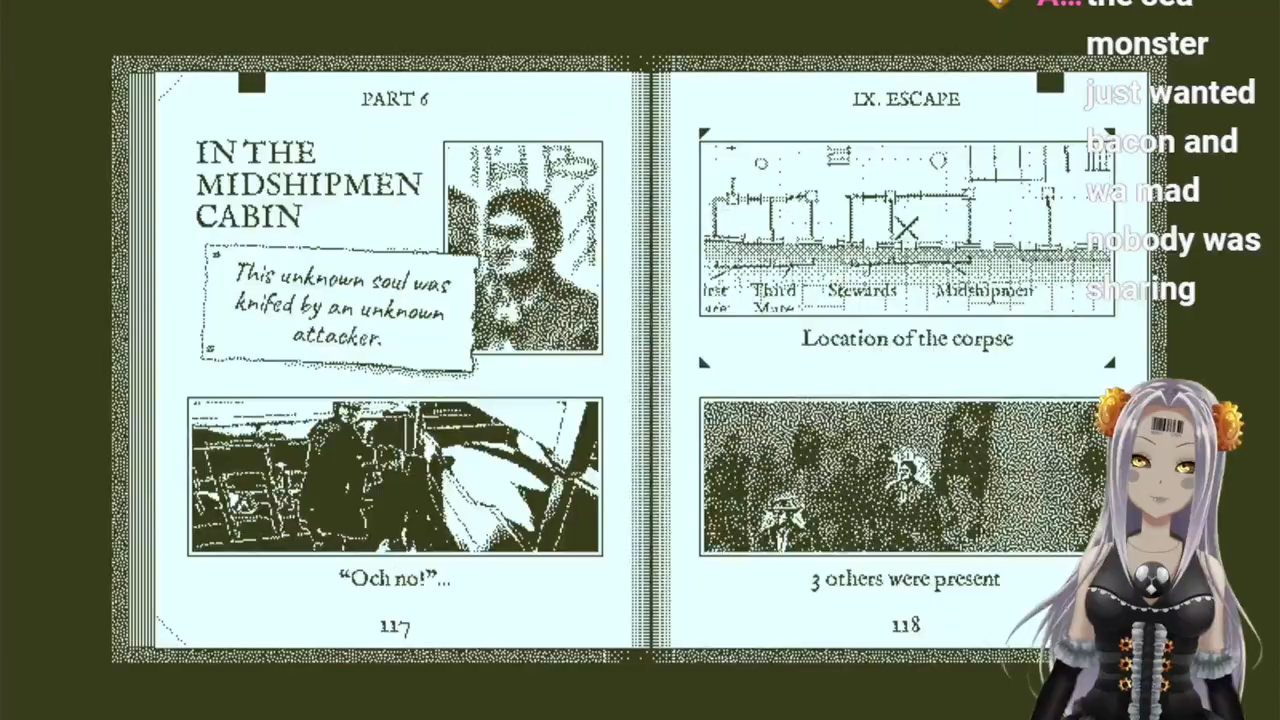 PART 6
IN THE
MIDSHIPMEN
CABIN
This unknown soul was
knifed by an unknown
attacker.
"Och no!"...
117
IX. ESCAPE
Third Stewards Midshipmen
Mate
Location of the corpse
3 others were present
118
A... the sea
monster
just wanted
bacon and
wa mad
nobody was
sharing